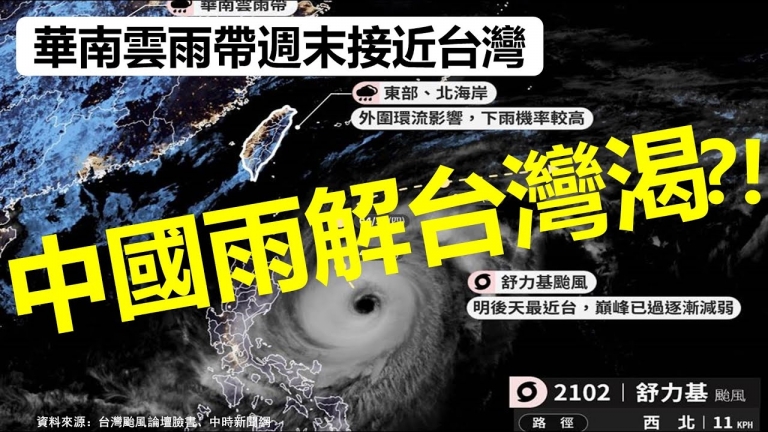 華南雲雨帶
華南雲雨帶週末接近台灣
東部、北海岸
外圍環流影響，下雨機率較高
中國雨解台灣渴?!
舒力基颱風
明後天最近台，巔峰已過逐漸減弱
2102 舒力基 颱風
路徑 西北 11 KPH
資料來源：台灣颱風論壇臉書、中時新聞網